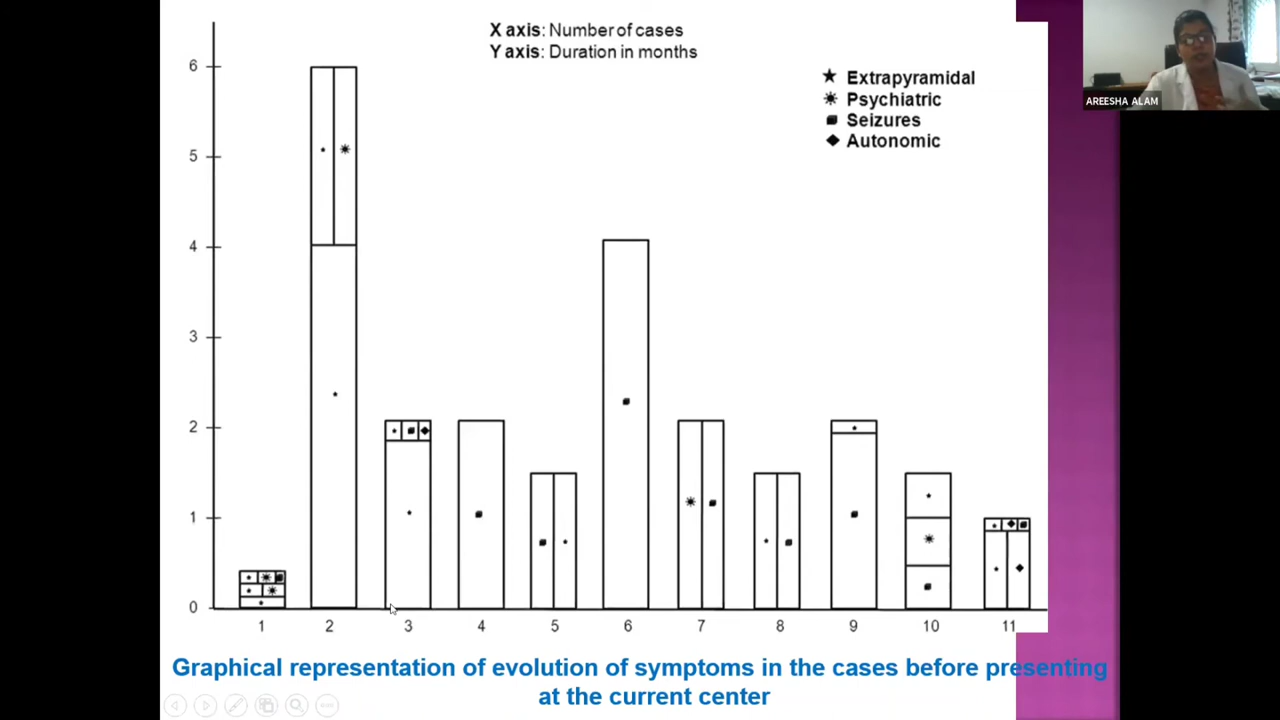 X axis: Number of cases
Y axis: Duration in months
Extrapyramidal
Psychiatric
Seizures
Autonomic
AREESHA ALAM
6
5
4
3
2
1
0
1 2 3 4 5 6 7 8 9 10 11
Graphical representation of evolution of symptoms in the cases before presenting
at the current center